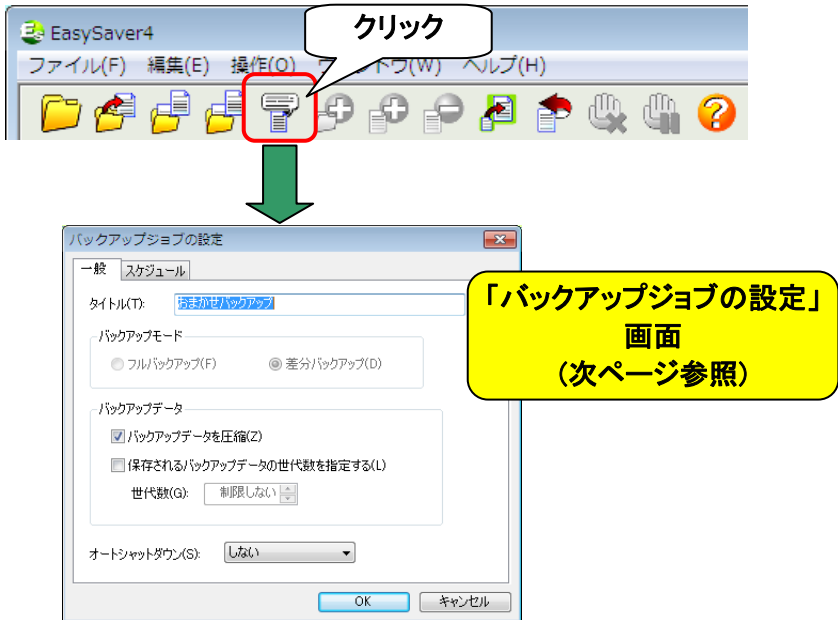 クリック
EasySaver4
ファイル(F) 編集(E) 操作(O) ウィンドウ(W) ヘルプ(H)
バックアップジョブの設定
一般 スケジュール
タイトル(T): おまかせバックアップ
バックアップモード
フルバックアップ(F) 差分バックアップ(D)
バックアップデータ
バックアップデータを圧縮(Z)
保存されるバックアップデータの世代数を指定する(L)
世代数(G): 制限しない
オートシャットダウン(S): しない
OK キャンセル
「バックアップジョブの設定」
画面
(次ページ参照)